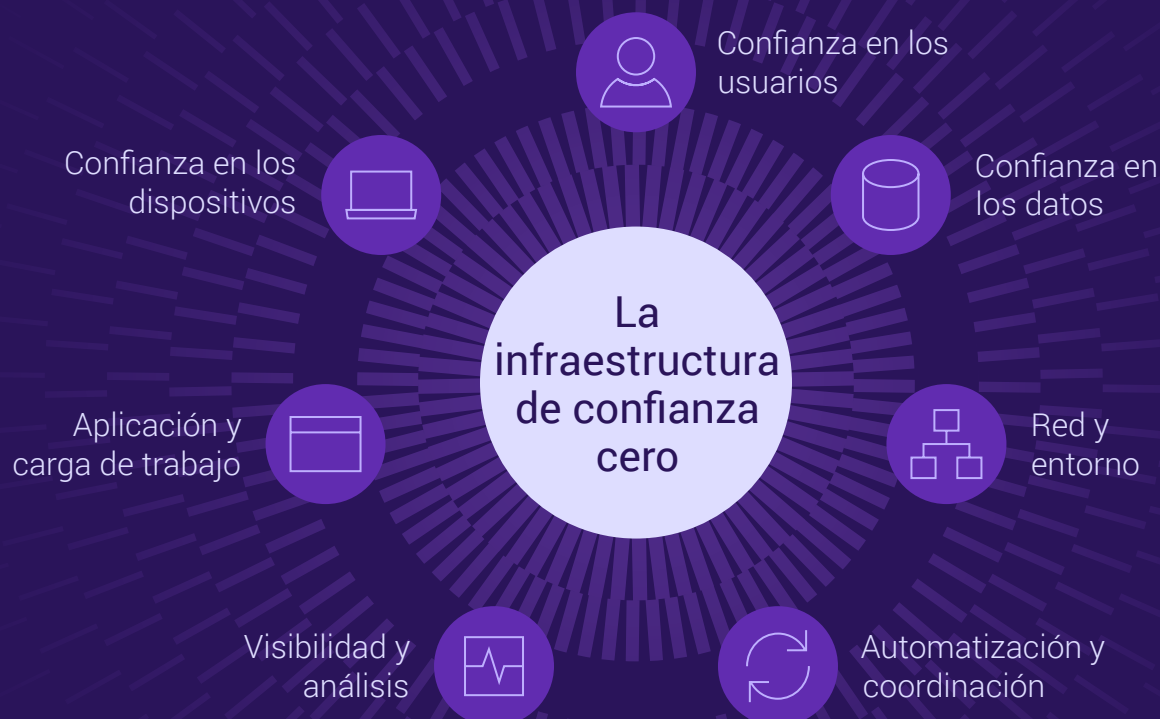 Confianza en los
usuarios
Confianza en los
dispositivos
Confianza en
los datos
La
infraestructura
de confianza
cero
Aplicación y
carga de trabajo
Red y
entorno
Visibilidad y
análisis
Automatización y
coordinación